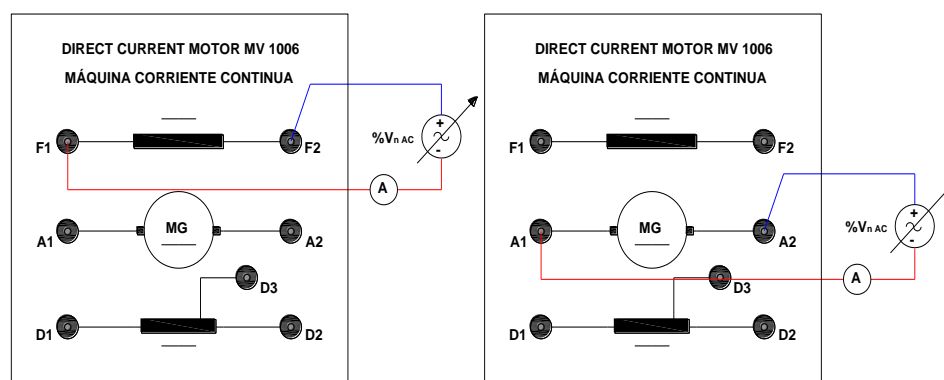 DIRECT CURRENT MOTOR MV 1006
MÁQUINA CORRIENTE CONTINUA
F1
F2
%Vn AC
+
-
A
A1
MG
A2
D3
D1
D2
DIRECT CURRENT MOTOR MV 1006
MÁQUINA CORRIENTE CONTINUA
F1
F2
A1
MG
A2
%Vn AC
+
-
A
D3
D1
D2